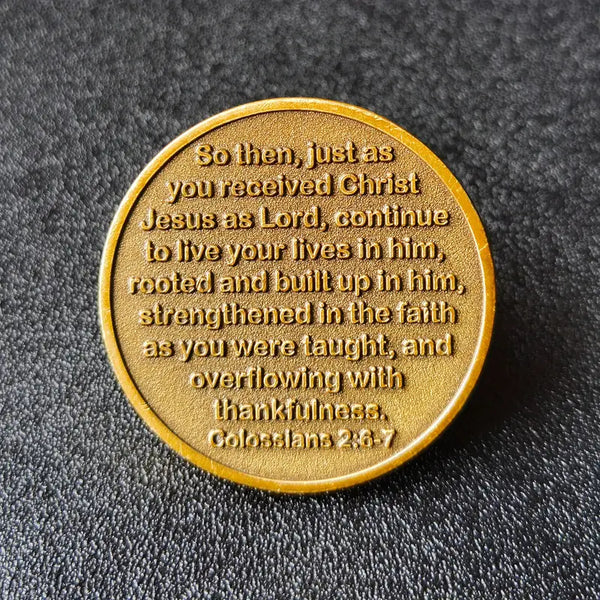 So then, just as
you received Christ
Jesus as Lord, continue
to live your lives in him,
rooted and built up in him,
strengthened in the faith
as you were taught, and
overflowing with
thankfulness.
Colossians 2:6-7